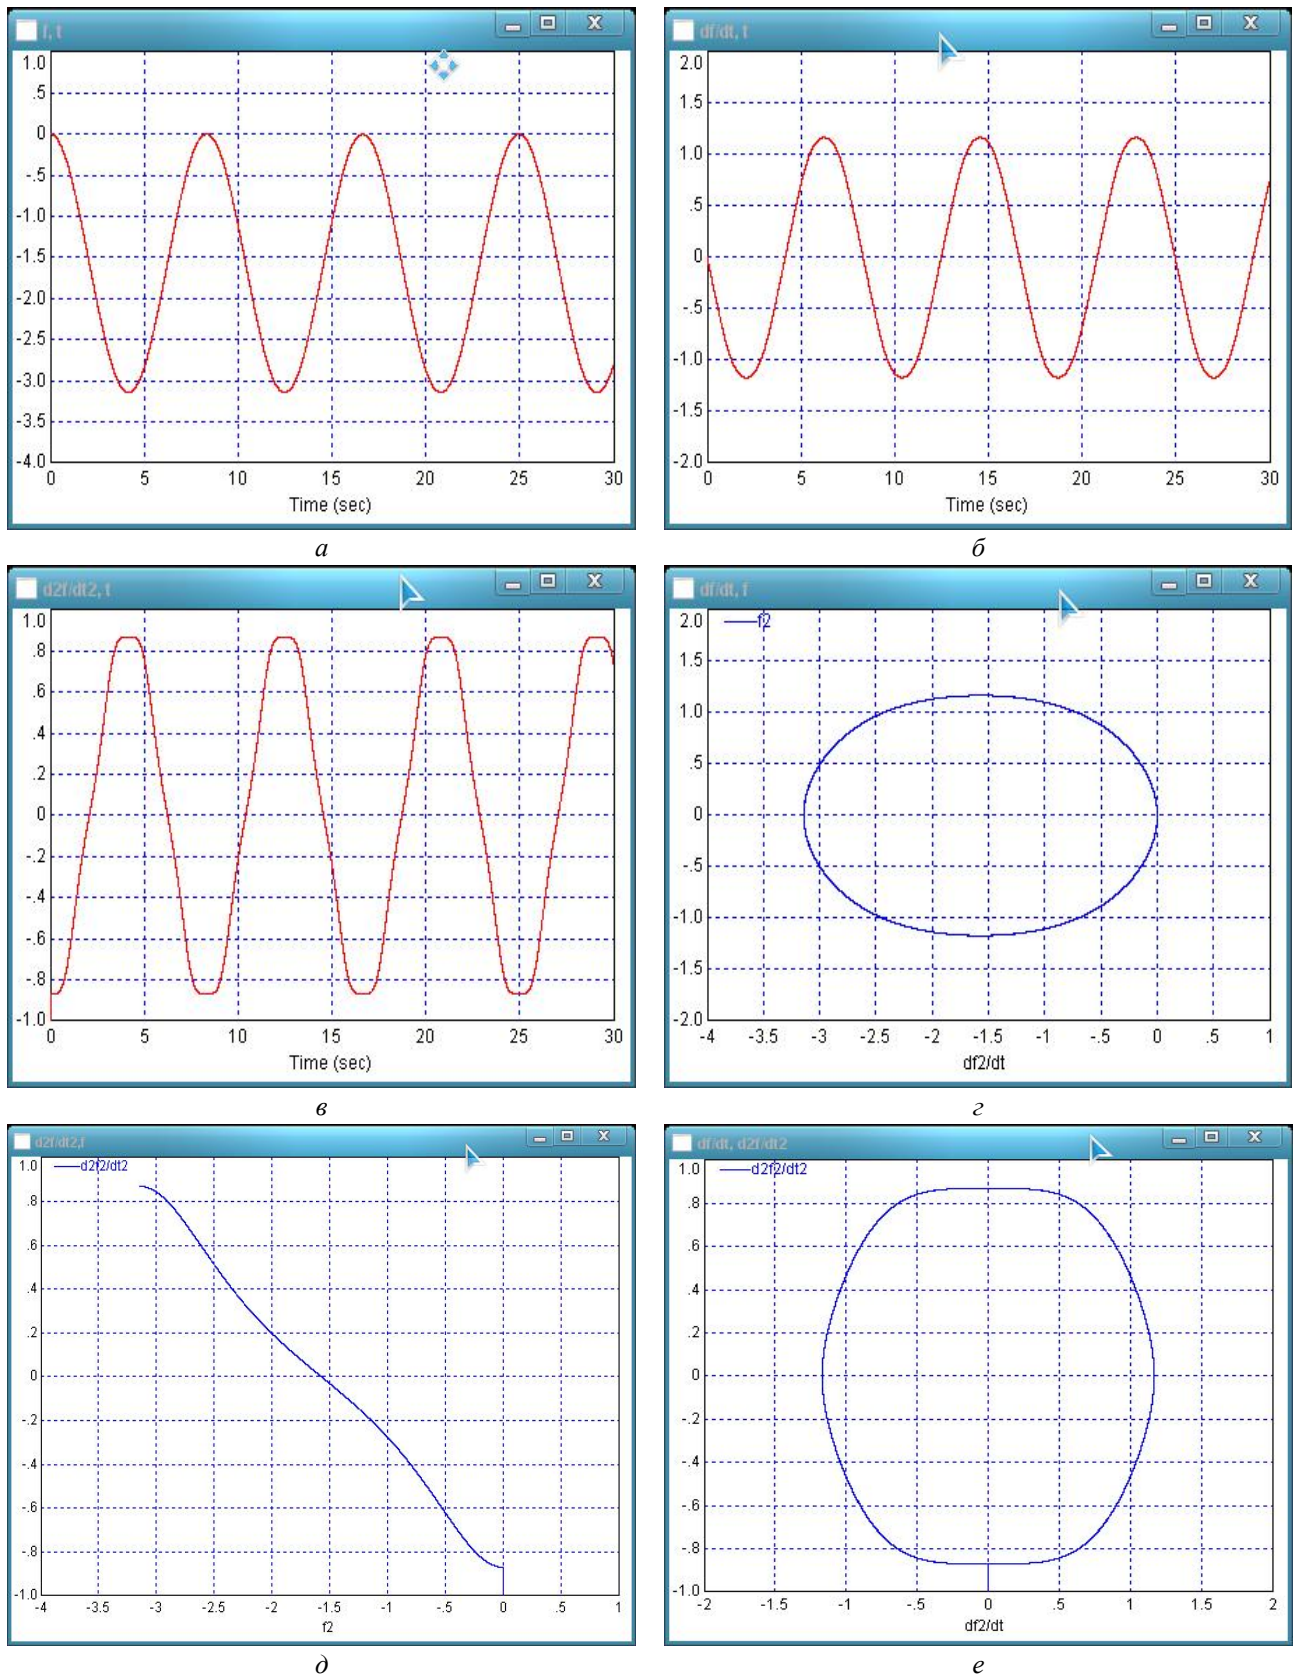 f, t
1.0
.5
0
-.5
-1.0
-1.5
-2.0
-2.5
-3.0
-3.5
-4.0
0 5 10 15 20 25 30
Time (sec)
а
df/dt, t
2.0
1.5
1.0
.5
0
-.5
-1.0
-1.5
-2.0
0 5 10 15 20 25 30
Time (sec)
б
d2f/dt2, t
1.0
.8
.6
.4
.2
0
-.2
-.4
-.6
-.8
-1.0
0 5 10 15 20 25 30
Time (sec)
в
df/dt, f
f2
2.0
1.5
1.0
.5
0
-.5
-1.0
-1.5
-2.0
-4 -3.5 -3 -2.5 -2 -1.5 -1 -.5 0 .5 1
df2/dt
г
d2f/dt2,f
d2f2/dt2
1.0
.8
.6
.4
.2
0
-.2
-.4
-.6
-.8
-1.0
-4 -3.5 -3 -2.5 -2 -1.5 -1 -.5 0 .5 1
f2
д
df/dt, d2f/dt2
d2f2/dt2
1.0
.8
.6
.4
.2
0
-.2
-.4
-.6
-.8
-1.0
-2 -1.5 -1 -.5 0 .5 1 1.5 2
df2/dt
е